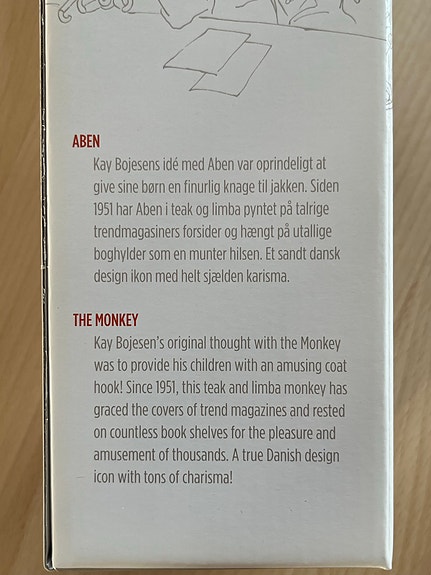 ABEN
Kay Bojesens idé med Aben var oprindeligt at
give sine børn en finurlig knage til jakken. Siden
1951 har Aben i teak og limba pyntet på talrige
trendmagasiners forsider og hængt på utallige
boghylder som en munter hilsen. Et sandt dansk
design ikon med helt sjælden karisma.
THE MONKEY
Kay Bojesen’s original thought with the Monkey
was to provide his children with an amusing coat
hook! Since 1951, this teak and limba monkey has
graced the covers of trend magazines and rested
on countless book shelves for the pleasure and
amusement of thousands. A true Danish design
icon with tons of charisma!